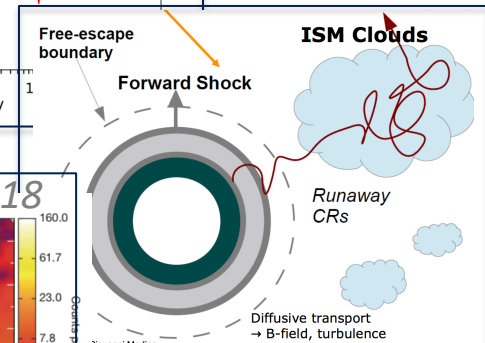 Free-escape
boundary
ISM Clouds
Forward Shock
1
18
160.0
61.7
23.0
7.8
Runaway
CRs
Diffusive transport
→ B-field, turbulence